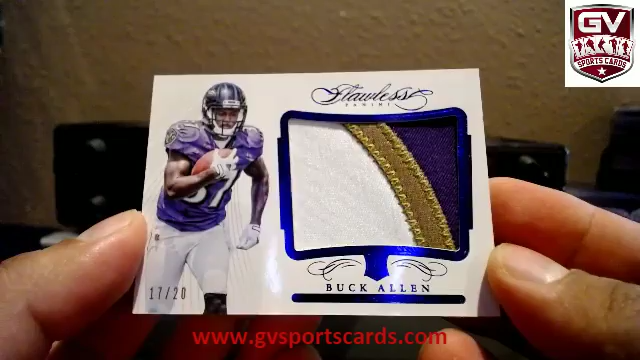 GV
SPORTS CARDS
Flawless
PANINI
37
BUCK ALLEN
17/20
www.gvsportscards.com